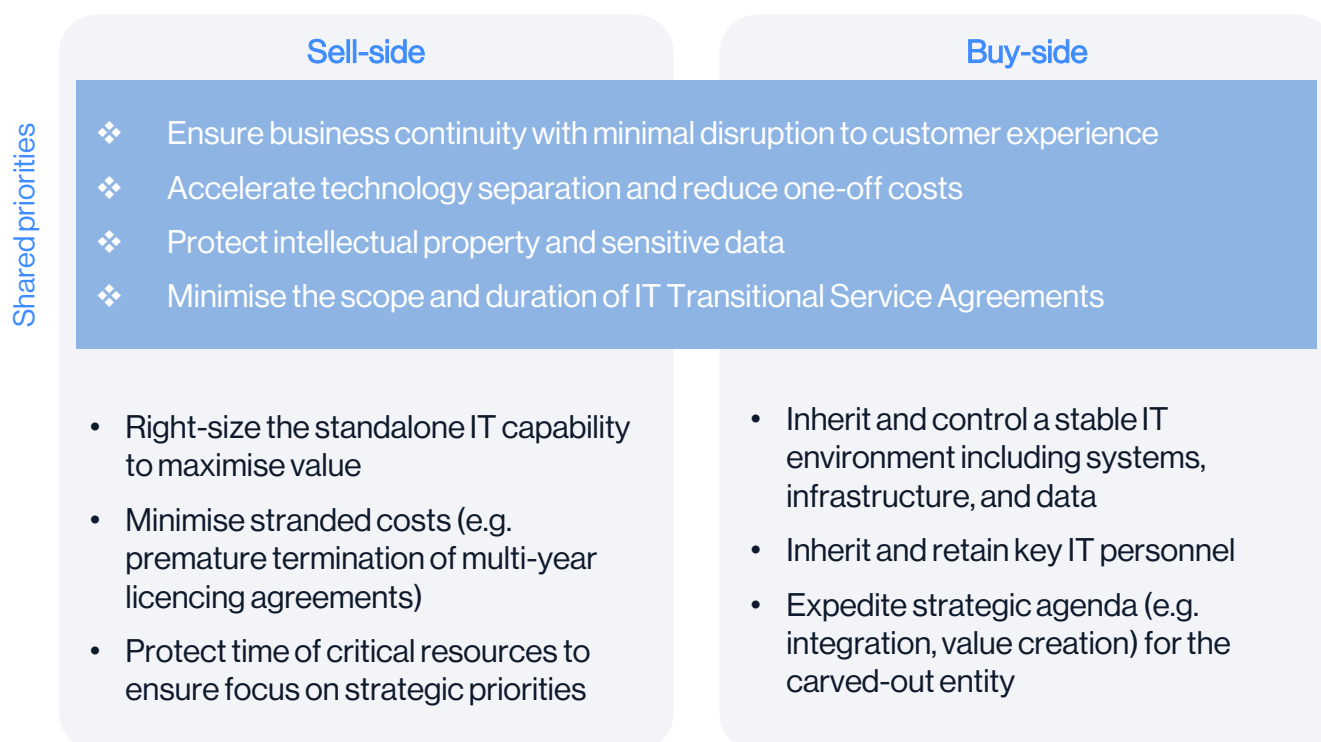 Sell-side
Buy-side
Shared priorities
❖ Ensure business continuity with minimal disruption to customer experience
❖ Accelerate technology separation and reduce one-off costs
❖ Protect intellectual property and sensitive data
❖ Minimise the scope and duration of IT Transitional Service Agreements
• Right-size the standalone IT capability
to maximise value
• Minimise stranded costs (e.g.
premature termination of multi-year
licencing agreements)
• Protect time of critical resources to
ensure focus on strategic priorities
• Inherit and control a stable IT
environment including systems,
infrastructure, and data
• Inherit and retain key IT personnel
• Expedite strategic agenda (e.g.
integration, value creation) for the
carved-out entity